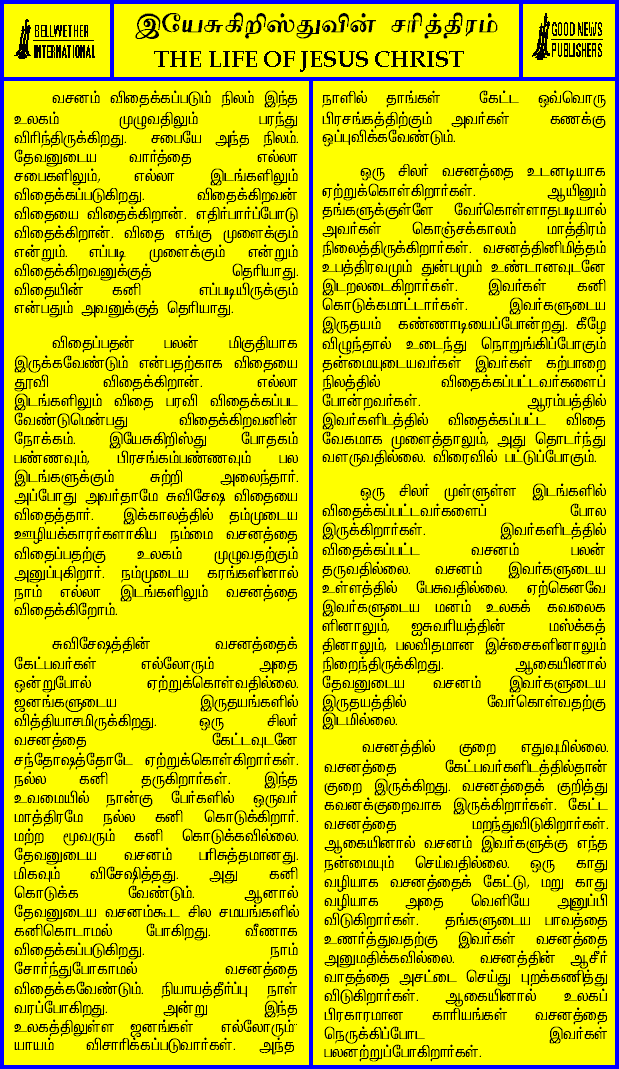 BELLWETHER
INTERNATIONAL
இயேசுகிறிஸ்துவின் சரித்திரம்
THE LIFE OF JESUS CHRIST
GOOD NEWS
PUBLISHERS
வசனம் விதைக்கப்படும் நிலம் இந்த
உலகம் முழுவதிலும் பரந்து
விரிந்திருக்கிறது. சபையே அந்த நிலம்.
தேவனுடைய வார்த்தை எல்லா
சபைகளிலும், எல்லா இடங்களிலும்
விதைக்கப்படுகிறது. விதைக்கிறவன்
விதையை விதைக்கிறான். எதிர்பார்ப்போடு
விதைக்கிறான். விதை எங்கு முளைக்கும்
என்றும். எப்படி முளைக்கும் என்றும்
விதைக்கிறவனுக்குத் தெரியாது.
விதையின் கனி எப்படியிருக்கும்
என்பதும் அவனுக்குத் தெரியாது.
விதைப்பதன் பலன் மிகுதியாக
இருக்கவேண்டும் என்பதற்காக விதையை
தூவி விதைக்கிறான். எல்லா
இடங்களிலும் விதை பரவி விதைக்கப்பட
வேண்டுமென்பது விதைக்கிறவனின்
நோக்கம். இயேசுகிறிஸ்து போதகம்
பண்ணவும், பிரசங்கம்பண்ணவும் பல
இடங்களுக்கும் சுற்றி அலைந்தார்.
அப்போது அவர்தாமே சுவிசேஷ விதையை
விதைத்தார். இக்காலத்தில் தம்முடைய
ஊழியக்காரர்களாகிய நம்மை வசனத்தை
விதைப்பதற்கு உலகம் முழுவதற்கும்
அனுப்புகிறார். நம்முடைய கரங்களினால்
நாம் எல்லா இடங்களிலும் வசனத்தை
விதைக்கிறோம்.
சுவிசேஷத்தின் வசனத்தைக்
கேட்பவர்கள் எல்லோரும் அதை
ஒன்றுபோல் ஏற்றுக்கொள்வதில்லை.
ஜனங்களுடைய இருதயங்களில்
வித்தியாசமிருக்கிறது. ஒரு சிலர்
வசனத்தை கேட்டவுடனே
சந்தோஷத்தோடே ஏற்றுக்கொள்கிறார்கள்.
நல்ல கனி தருகிறார்கள். இந்த
உவமையில் நான்கு பேர்களில் ஒருவர்
மாத்திரமே நல்ல கனி கொடுக்கிறார்.
மற்ற மூவரும் கனி கொடுக்கவில்லை.
தேவனுடைய வசனம் பரிசுத்தமானது.
மிகவும் விசேஷித்தது. அது கனி
கொடுக்க வேண்டும். ஆனால்
தேவனுடைய வசனம்கூட சில சமயங்களில்
கனிகொடாமல் போகிறது. வீணாக
விதைக்கப்படுகிறது. நாம்
சோர்ந்துபோகாமல் வசனத்தை
விதைக்கவேண்டும். நியாயத்தீர்ப்பு நாள்
வரப்போகிறது. அன்று இந்த
உலகத்திலுள்ள ஜனங்கள் எல்லோரும்
யாயம் விசாரிக்கப்படுவார்கள். அந்த
நாளில் தாங்கள் கேட்ட ஒவ்வொரு
பிரசங்கத்திற்கும் அவர்கள் கணக்கு
ஒப்புவிக்கவேண்டும்.
ஒரு சிலர் வசனத்தை உடனடியாக
ஏற்றுக்கொள்கிறார்கள். ஆயினும்
தங்களுக்குள்ளே வேர்கொள்ளாதபடியால்
அவர்கள் கொஞ்சக்காலம் மாத்திரம்
நிலைத்திருக்கிறார்கள். வசனத்தினிமித்தம்
உபத்திரவமும் துன்பமும் உண்டானவுடனே
இடறலடைகிறார்கள். இவர்கள் கனி
கொடுக்கமாட்டார்கள். இவர்களுடைய
இருதயம் கண்ணாடியைப்போன்றது. கீழே
விழுந்தால் உடைந்து நொறுங்கிப்போகும்
தன்மையுடையவர்கள் இவர்கள் கற்பாறை
நிலத்தில் விதைக்கப்பட்டவர்களைப்
போன்றவர்கள். ஆரம்பத்தில்
இவர்களிடத்தில் விதைக்கப்பட்ட விதை
வேகமாக முளைத்தாலும், அது தொடர்ந்து
வளருவதில்லை. விரைவில் பட்டுப்போகும்.
ஒரு சிலர் முள்ளுள்ள இடங்களில்
விதைக்கப்பட்டவர்களைப் போல
இருக்கிறார்கள். இவர்களிடத்தில்
விதைக்கப்பட்ட வசனம் பலன்
தருவதில்லை. வசனம் இவர்களுடைய
உள்ளத்தில் பேசுவதில்லை. ஏற்கெனவே
இவர்களுடைய மனம் உலகக் கவலைக
ளினாலும், ஐசுவரியத்தின் மஸ்க்கத்
தினாலும், பலவிதமான இச்சைகளினாலும்
நிறைந்திருக்கிறது. ஆகையினால்
தேவனுடைய வசனம் இவர்களுடைய
இருதயத்தில் வேர்கொள்வதற்கு
இடமில்லை.
வசனத்தில் குறை எதுவுமில்லை.
வசனத்தை கேட்பவர்களிடத்தில்தான்
குறை இருக்கிறது. வசனத்தைக் குறித்து
கவனக்குறைவாக இருக்கிறார்கள். கேட்ட
வசனத்தை மறந்துவிடுகிறார்கள்.
ஆகையினால் வசனம் இவர்களுக்கு எந்த
நன்மையும் செய்வதில்லை. ஒரு காது
வழியாக வசனத்தைக் கேட்டு, மறு காது
வழியாக அதை வெளியே அனுப்பி
விடுகிறார்கள். தங்களுடைய பாவத்தை
உணர்த்துவதற்கு இவர்கள் வசனத்தை
அனுமதிக்கவில்லை. வசனத்தின் ஆசீர்
வாதத்தை அசட்டை செய்து புறக்கணித்து
விடுகிறார்கள். ஆகையினால் உலகப்
பிரகாரமான காரியங்கள் வசனத்தை
நெருக்கிப்போட இவர்கள்
பலனற்றுப்போகிறார்கள்.